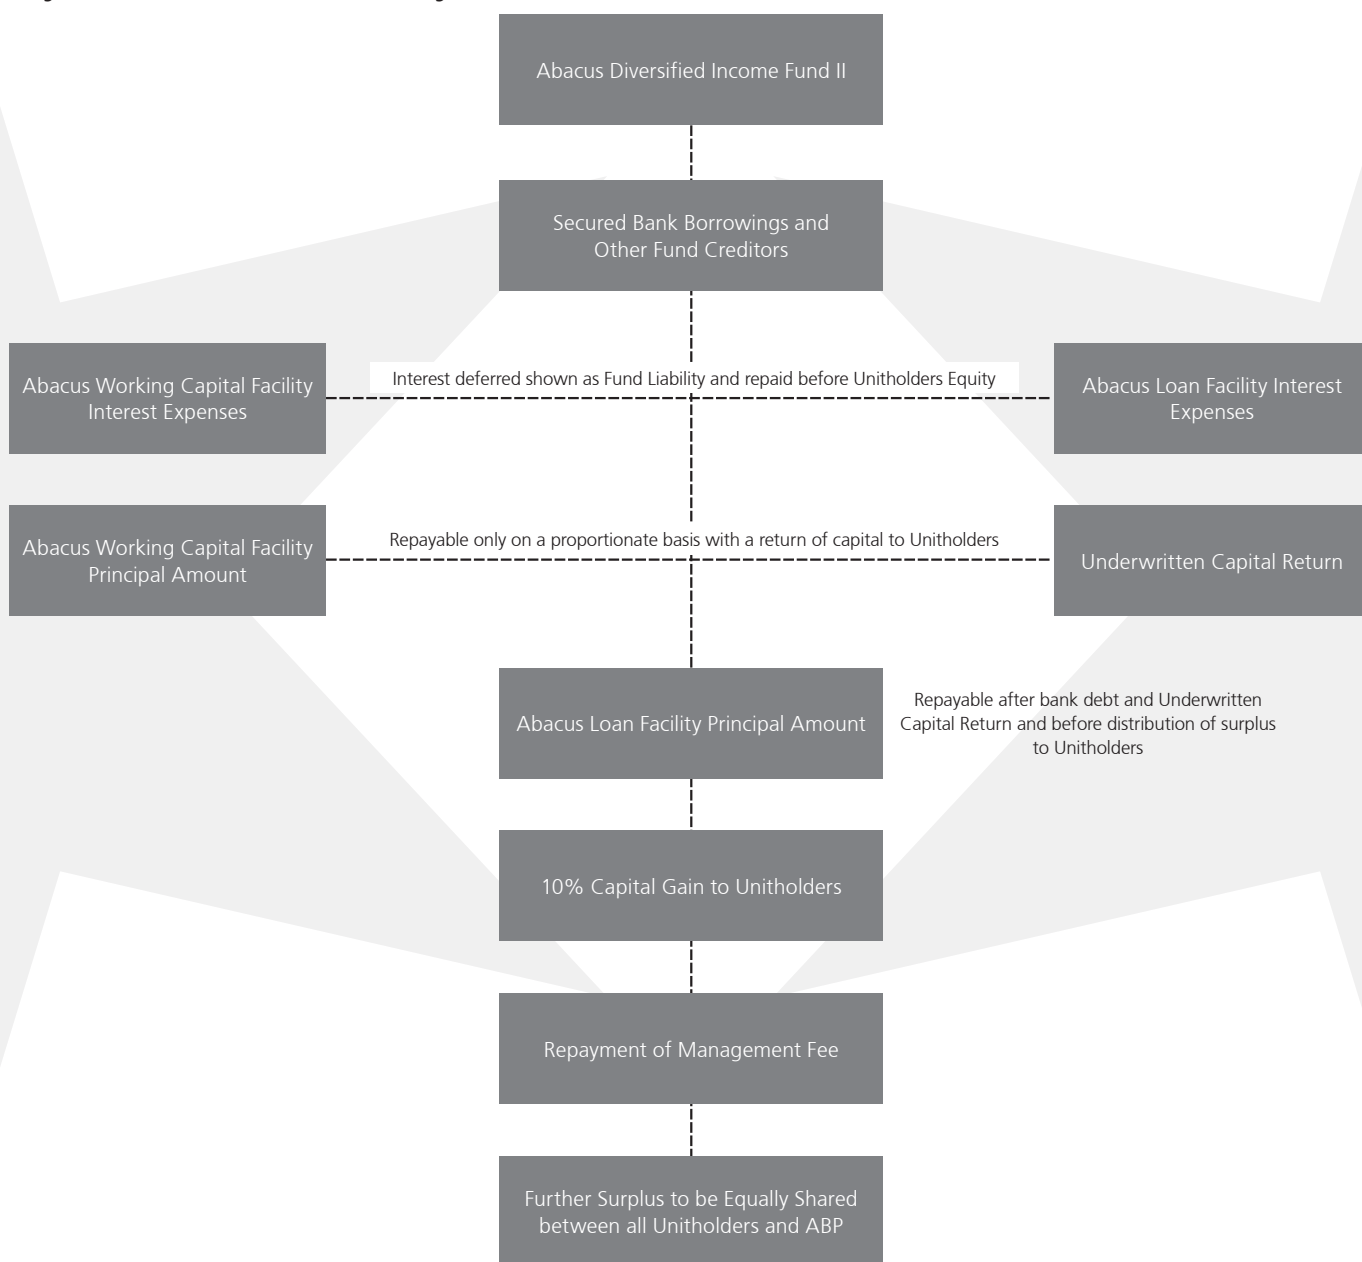 Abacus Diversified Income Fund II
Secured Bank Borrowings and
Other Fund Creditors
Abacus Working Capital Facility
Interest Expenses
Interest deferred shown as Fund Liability and repaid before Unitholders Equity
Abacus Loan Facility Interest
Expenses
Abacus Working Capital Facility
Principal Amount
Repayable only on a proportionate basis with a return of capital to Unitholders
Underwritten Capital Return
Abacus Loan Facility Principal Amount
Repayable after bank debt and Underwritten
Capital Return and before distribution of surplus
to Unitholders
10% Capital Gain to Unitholders
Repayment of Management Fee
Further Surplus to be Equally Shared
between all Unitholders and ABP